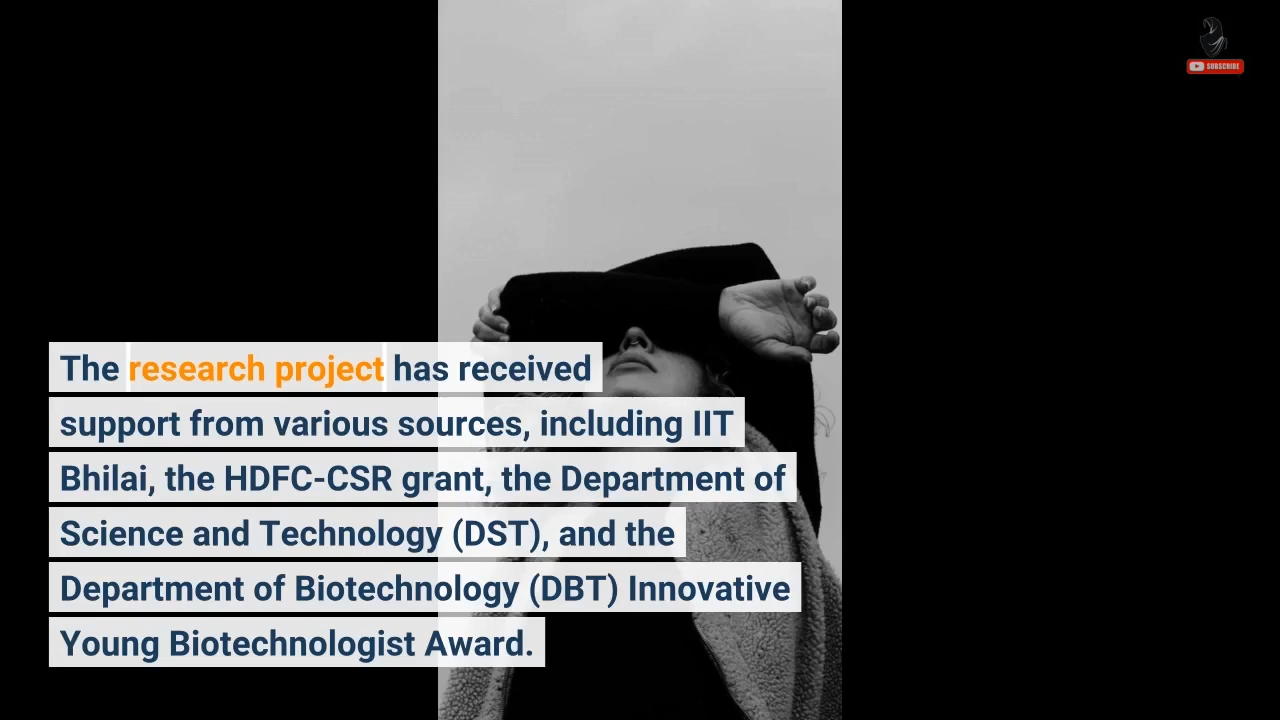 SUBSCRIBE
The research project has received
support from various sources, including IIT
Bhilai, the HDFC-CSR grant, the Department of
Science and Technology (DST), and the
Department of Biotechnology (DBT) Innovative
Young Biotechnologist Award.